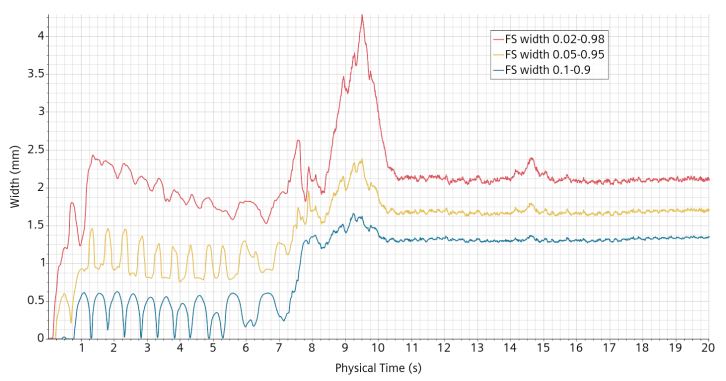 4
3.5
3
2.5
2
1.5
1
0.5
0
Width (mm)
FS width 0.02-0.98
FS width 0.05-0.95
FS width 0.1-0.9
1 2 3 4 5 6 7 8 9 10 11 12 13 14 15 16 17 18 19 20
Physical Time (s)